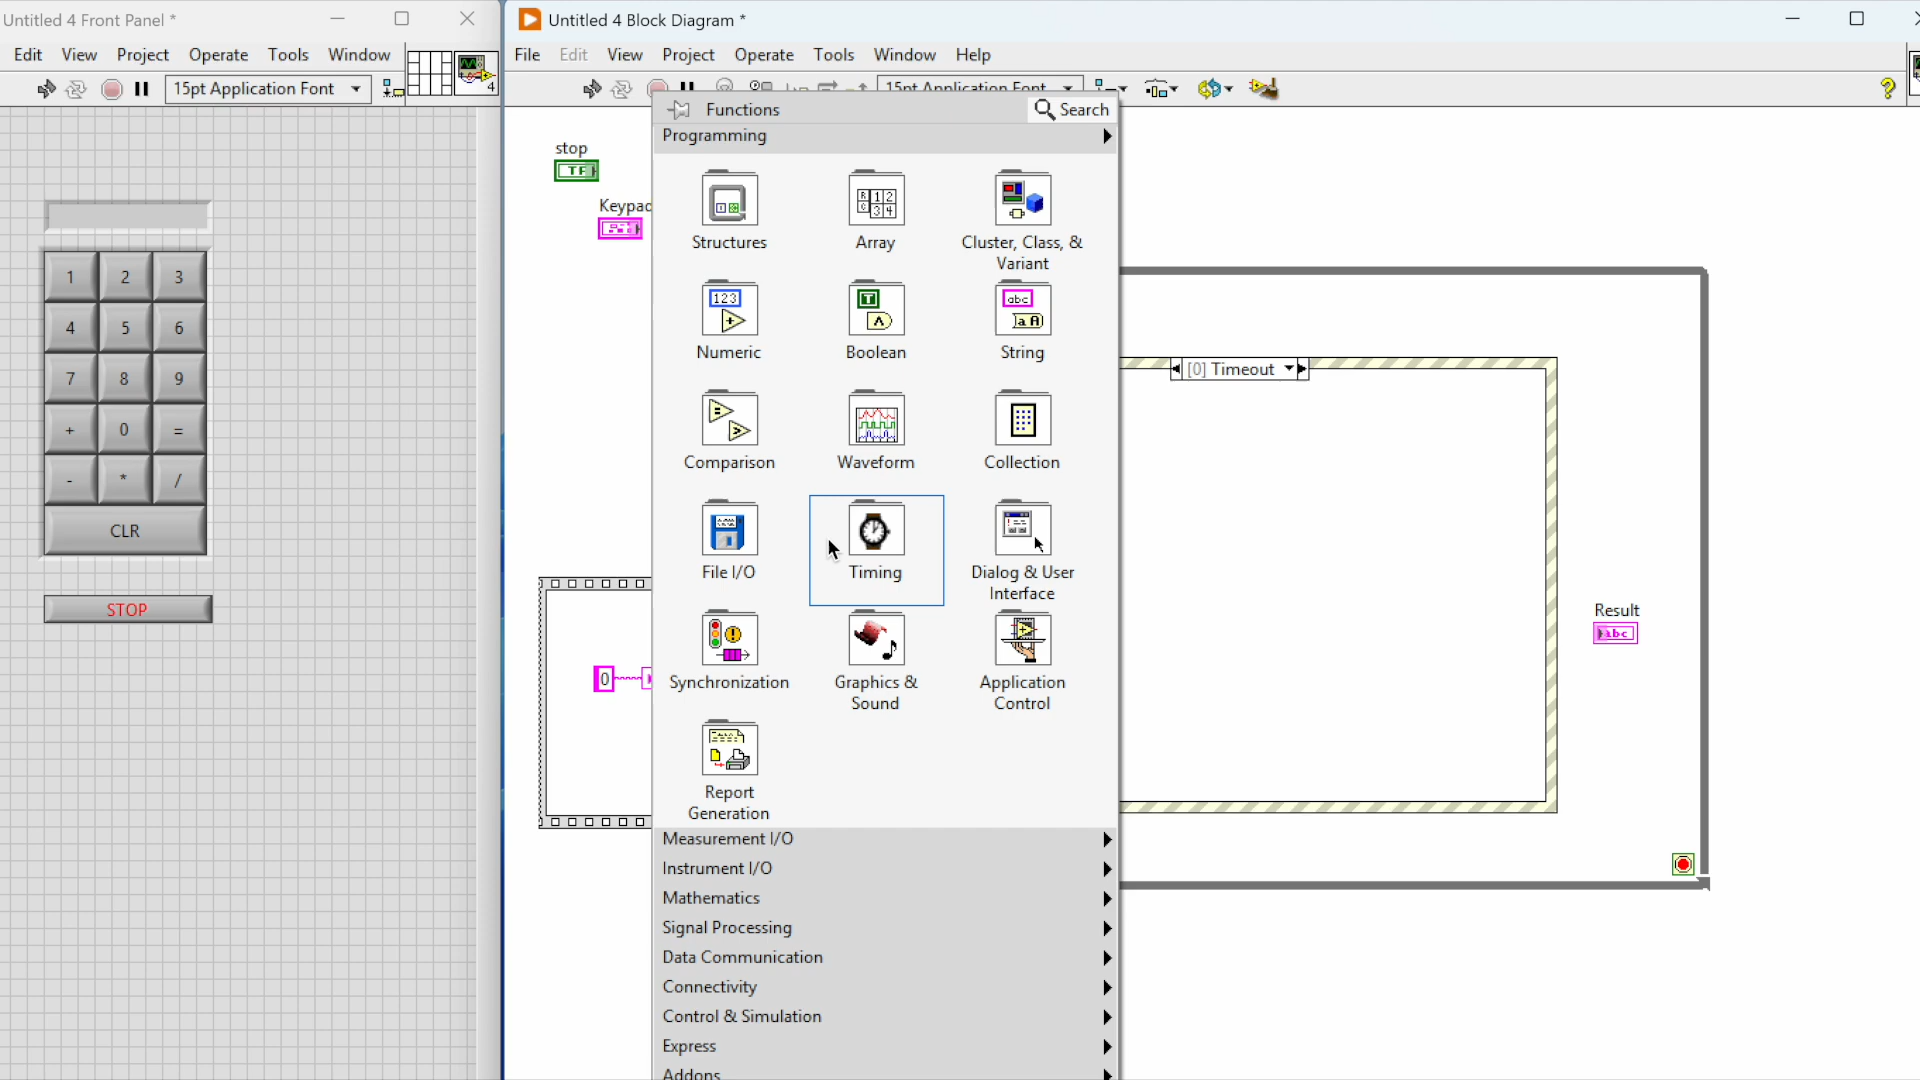 Untitled 4 Front Panel *
Edit View Project Operate Tools Window
15pt Application Font
4
1 2 3
4 5 6
7 8 9
+ 0 =
- * /
CLR
STOP
Untitled 4 Block Diagram *
File Edit View Project Operate Tools Window Help
15pt Application Font
?
stop
TF
Keypad
0
Functions
Search
Programming
Structures
Array
Cluster, Class, & Variant
Numeric
Boolean
String
Comparison
Waveform
Collection
File I/O
Timing
Dialog & User Interface
Synchronization
Graphics & Sound
Application Control
Report Generation
Measurement I/O
Instrument I/O
Mathematics
Signal Processing
Data Communication
Connectivity
Control & Simulation
Express
Addons
[0] Timeout
Result
abc